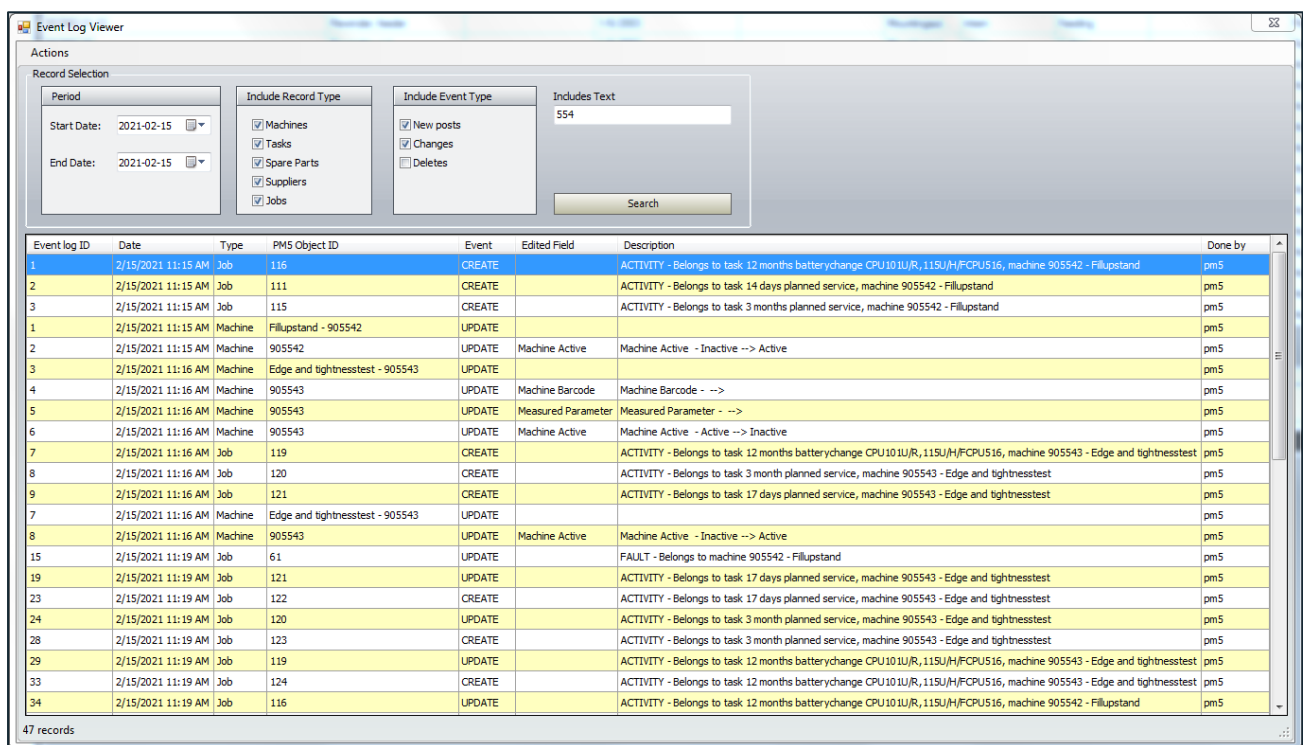 Event Log Viewer
Actions
Record Selection
Period Include Record Type Include Event Type Includes Text
554
Start Date: 2021-02-15 Machines New posts
Tasks Changes
End Date: 2021-02-15 Spare Parts Deletes
Suppliers
Jobs Search
Event log ID Date Type PM5 Object ID Event Edited Field Description Done by
1 2/15/2021 11:15 AM Job 116 CREATE ACTIVITY - Belongs to task 12 months batterychange CPU101U/R,115U/H/FCPU516, machine 905542 - Fillupstand pm5
2 2/15/2021 11:15 AM Job 111 CREATE ACTIVITY - Belongs to task 14 days planned service, machine 905542 - Fillupstand pm5
3 2/15/2021 11:15 AM Job 115 CREATE ACTIVITY - Belongs to task 3 months planned service, machine 905542 - Fillupstand pm5
1 2/15/2021 11:15 AM Machine Fillupstand - 905542 UPDATE pm5
2 2/15/2021 11:15 AM Machine 905542 UPDATE Machine Active Machine Active - Inactive --> Active pm5
3 2/15/2021 11:16 AM Machine Edge and tightnesstest - 905543 UPDATE pm5
4 2/15/2021 11:16 AM Machine 905543 UPDATE Machine Barcode Machine Barcode - --> pm5
5 2/15/2021 11:16 AM Machine 905543 UPDATE Measured Parameter Measured Parameter - --> pm5
6 2/15/2021 11:16 AM Machine 905543 UPDATE Machine Active Machine Active - Active --> Inactive pm5
7 2/15/2021 11:16 AM Job 119 CREATE ACTIVITY - Belongs to task 12 months batterychange CPU101U/R,115U/H/FCPU516, machine 905543 - Edge and tightnesstest pm5
8 2/15/2021 11:16 AM Job 120 CREATE ACTIVITY - Belongs to task 3 month planned service, machine 905543 - Edge and tightnesstest pm5
9 2/15/2021 11:16 AM Job 121 CREATE ACTIVITY - Belongs to task 17 days planned service, machine 905543 - Edge and tightnesstest pm5
7 2/15/2021 11:16 AM Machine Edge and tightnesstest - 905543 UPDATE pm5
8 2/15/2021 11:16 AM Machine 905543 UPDATE Machine Active Machine Active - Inactive --> Active pm5
15 2/15/2021 11:19 AM Job 61 UPDATE FAULT - Belongs to machine 905542 - Fillupstand pm5
19 2/15/2021 11:19 AM Job 121 UPDATE ACTIVITY - Belongs to task 17 days planned service, machine 905543 - Edge and tightnesstest pm5
23 2/15/2021 11:19 AM Job 122 CREATE ACTIVITY - Belongs to task 17 days planned service, machine 905543 - Edge and tightnesstest pm5
24 2/15/2021 11:19 AM Job 120 UPDATE ACTIVITY - Belongs to task 3 month planned service, machine 905543 - Edge and tightnesstest pm5
28 2/15/2021 11:19 AM Job 123 CREATE ACTIVITY - Belongs to task 3 month planned service, machine 905543 - Edge and tightnesstest pm5
29 2/15/2021 11:19 AM Job 119 UPDATE ACTIVITY - Belongs to task 12 months batterychange CPU101U/R,115U/H/FCPU516, machine 905543 - Edge and tightnesstest pm5
33 2/15/2021 11:19 AM Job 124 CREATE ACTIVITY - Belongs to task 12 months batterychange CPU101U/R,115U/H/FCPU516, machine 905543 - Edge and tightnesstest pm5
34 2/15/2021 11:19 AM Job 116 UPDATE ACTIVITY - Belongs to task 12 months batterychange CPU101U/R,115U/H/FCPU516, machine 905542 - Fillupstand pm5
47 records